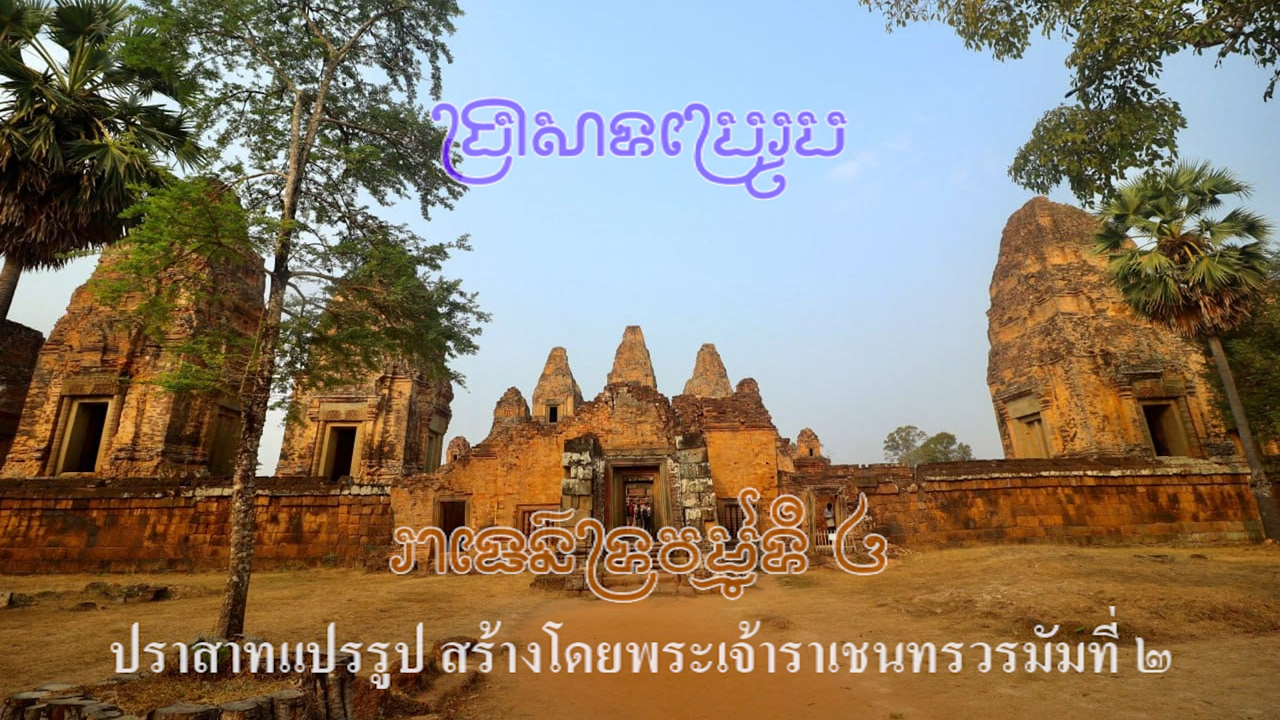 ប្រាសាទប្រែរូប
ปราสาทแปรรูป สร้างโดยพระเจ้าราเชนทรวรมัมที่ ๒